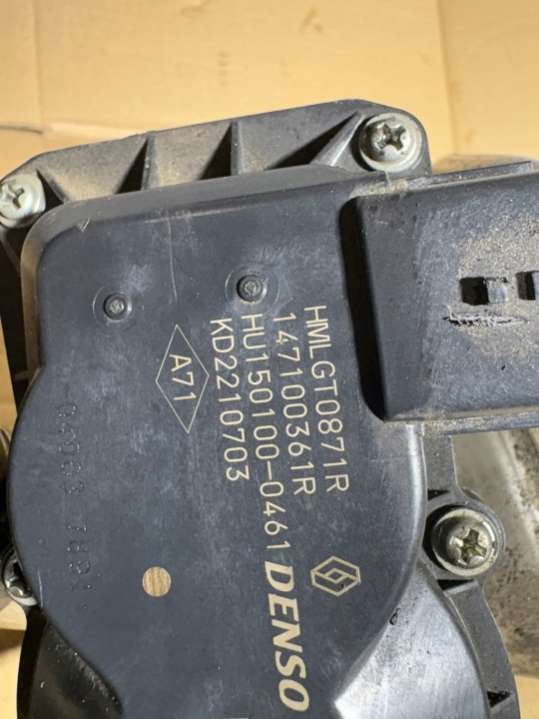 HMLGT0871R
147100361R
HU150100-0461
KD2210703
A71
DENSO